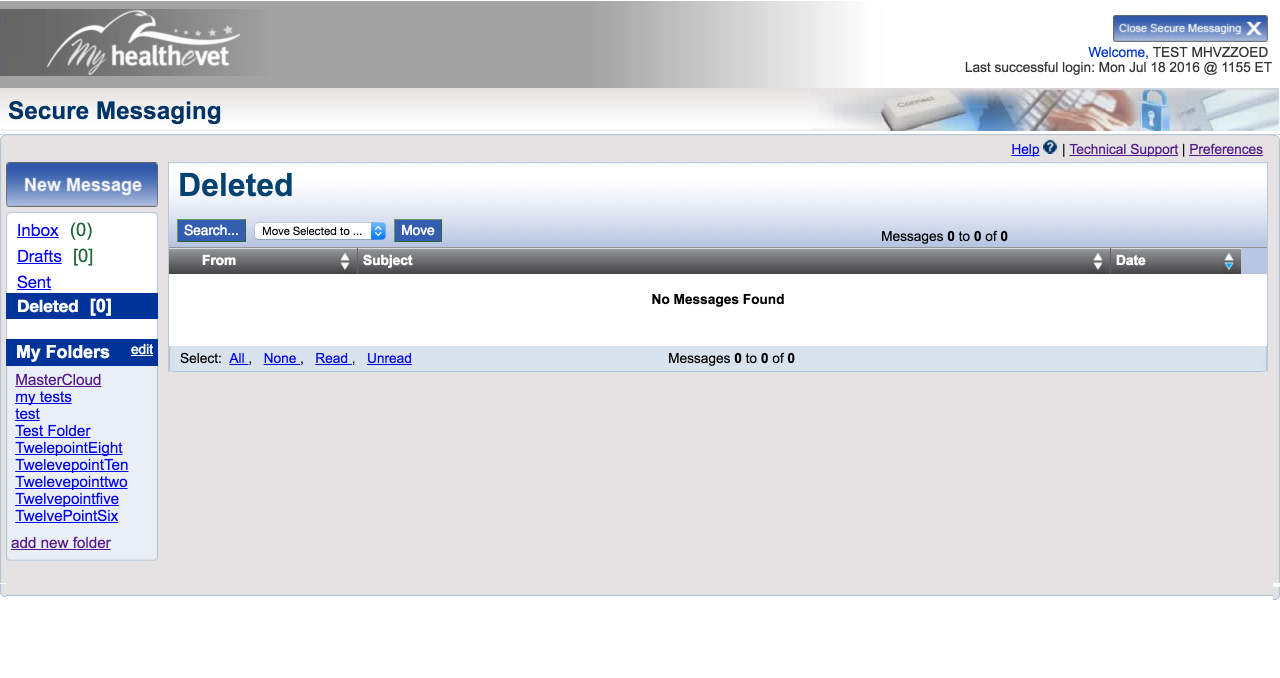 My healthevet
Close Secure Messaging X
Welcome, TEST MHVZZOED
Last successful login: Mon Jul 18 2016 @ 1155 ET
Secure Messaging
Connect
Help ? | Technical Support | Preferences
New Message
Inbox (0)
Drafts [0]
Sent
Deleted [0]
My Folders edit
MasterCloud
my tests
test
Test Folder
TwelepointEight
TwelevepointTen
Twelevepointtwo
Twelvepointfive
TwelvePointSix
add new folder
Deleted
Search... Move Selected to ... Move
Messages 0 to 0 of 0
From Subject Date
No Messages Found
Select: All , None , Read , Unread Messages 0 to 0 of 0